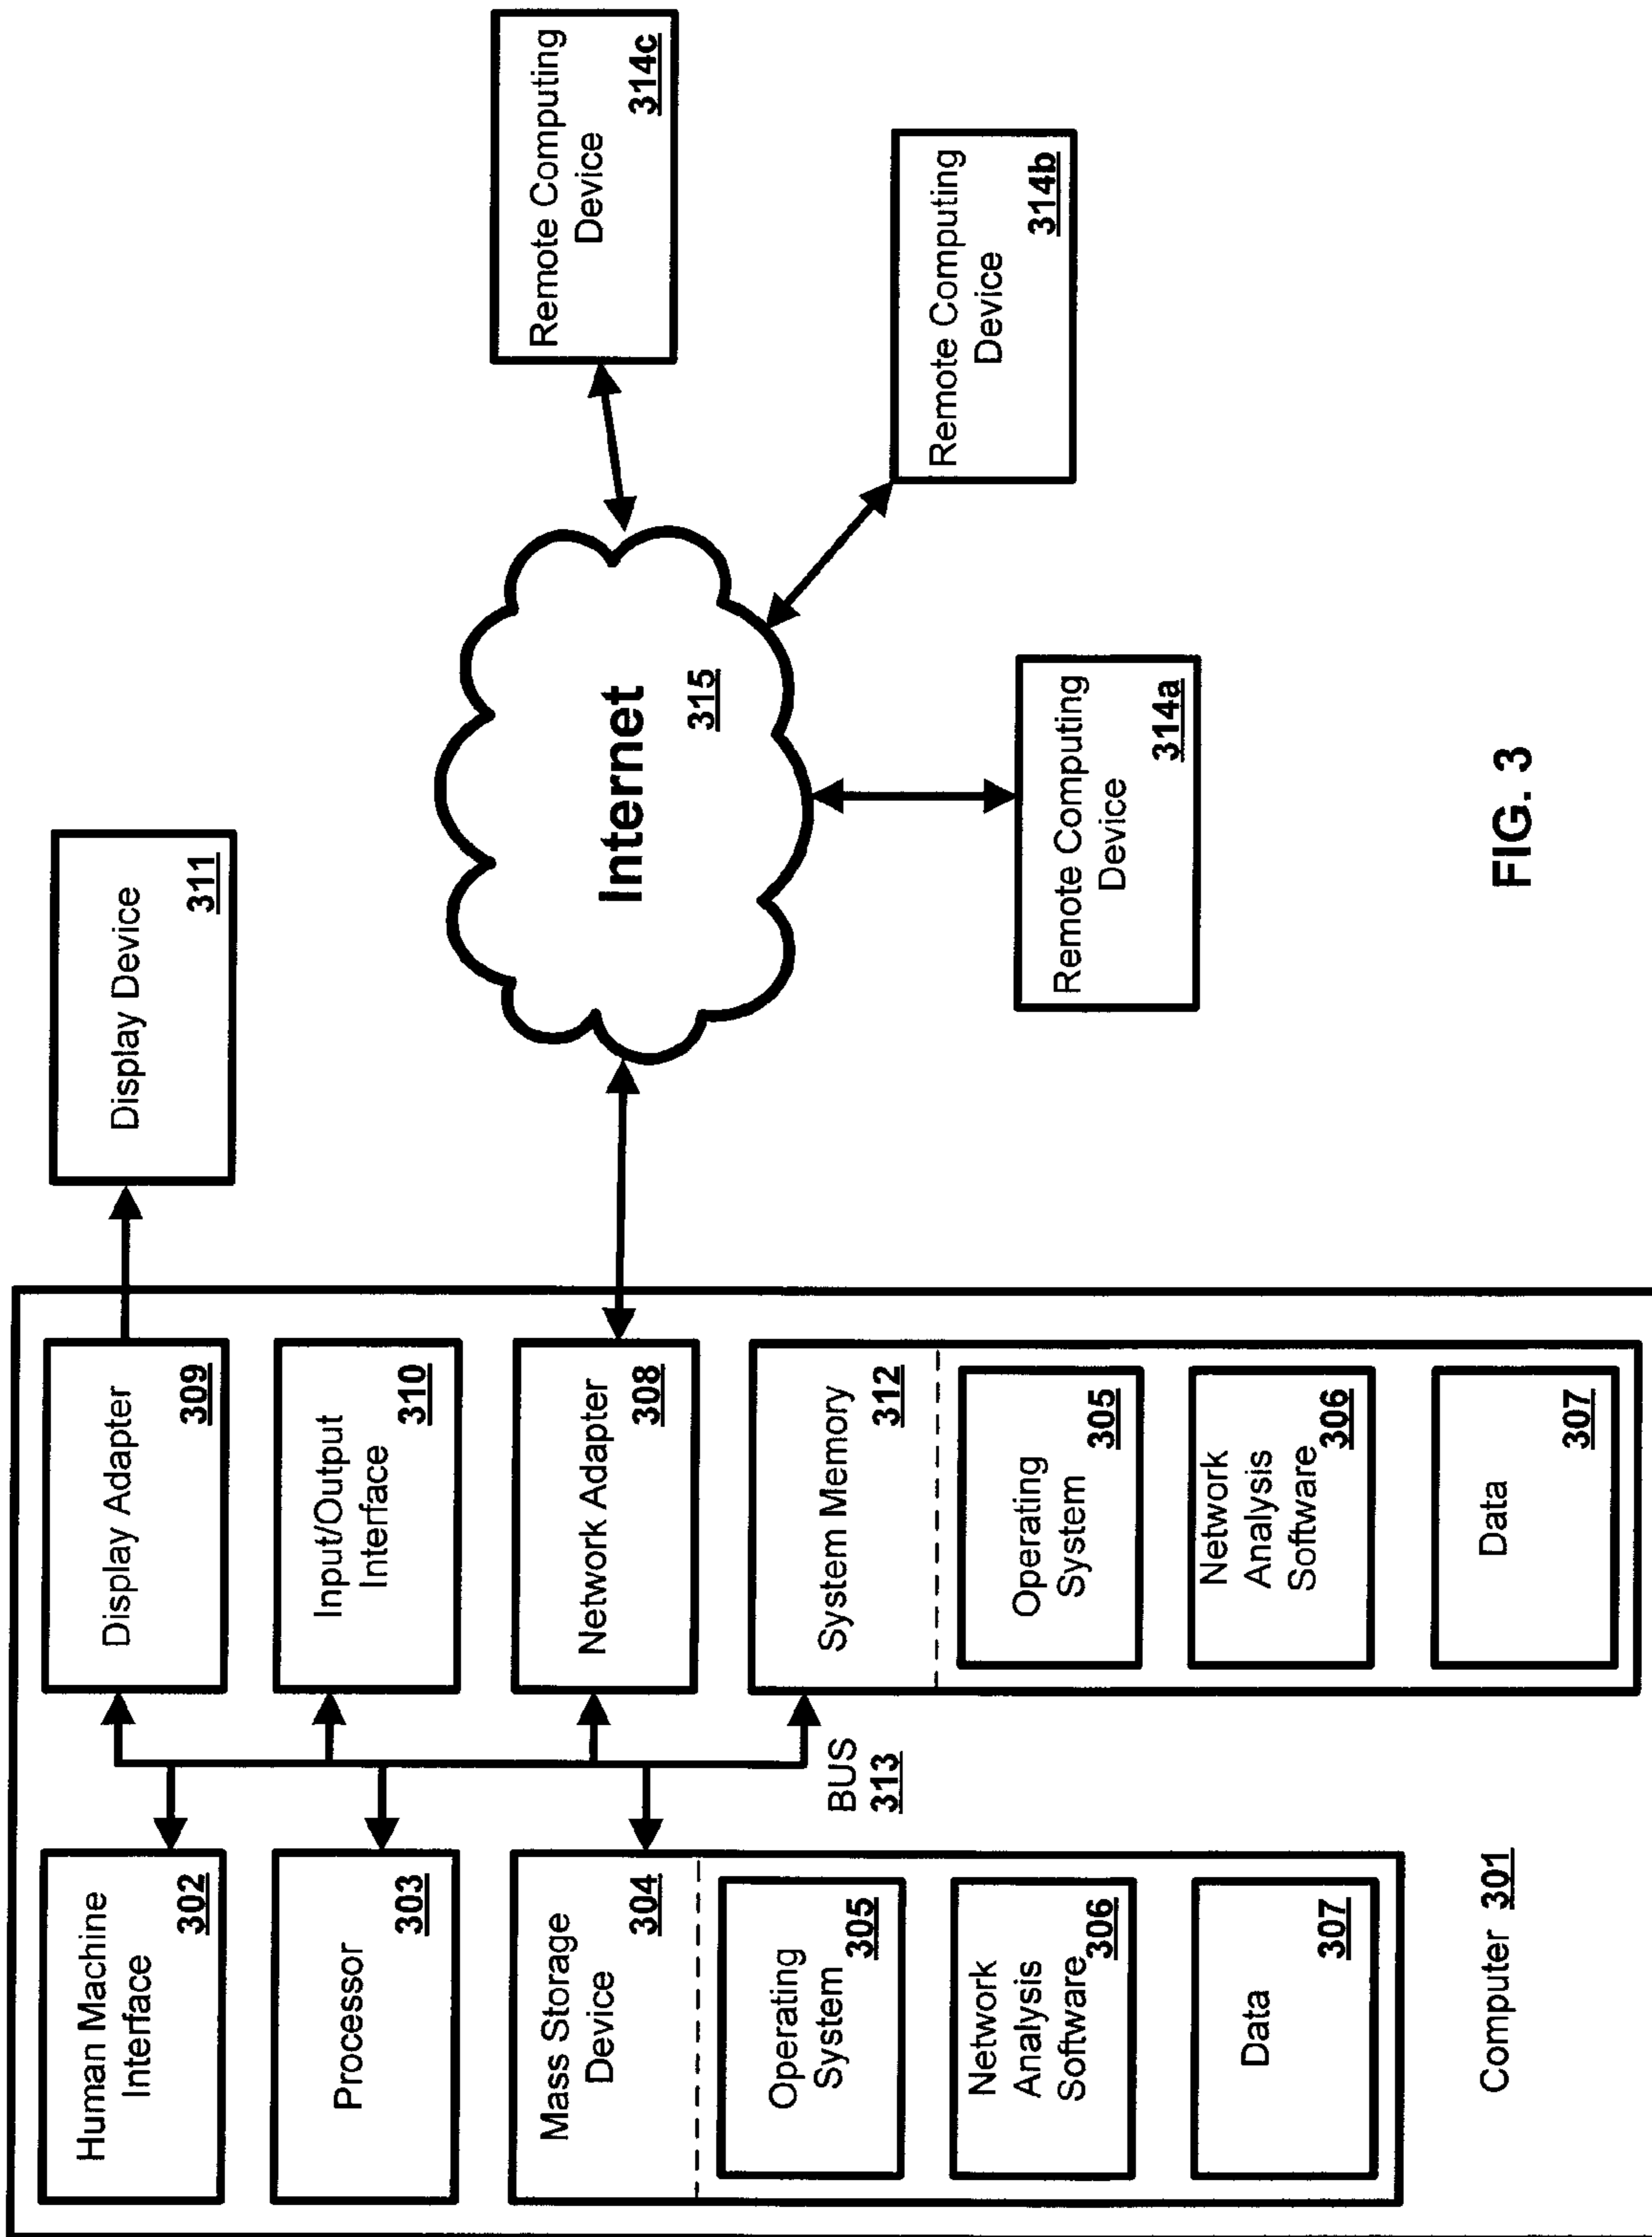 Human Machine
Interface
302
Processor
303
Mass Storage
Device
304
Operating
System
305
Network
Analysis
Software
306
Data
307
Computer 301
BUS
313
Display Adapter
309
Input/Output
Interface
310
Network Adapter
308
System Memory
312
Operating
System
305
Network
Analysis
Software
306
Data
307
Display Device
311
Internet
315
Remote Computing
Device
314a
Remote Computing
Device
314b
Remote Computing
Device
314c
FIG. 3